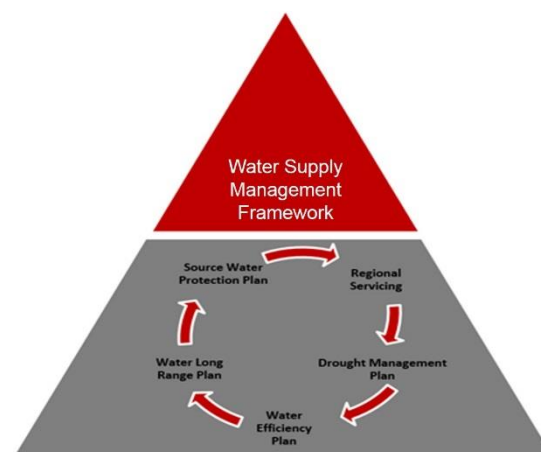 Water Supply
Management
Framework
Source Water
Protection Plan
Regional
Servicing
Drought Management
Plan
Water
Efficiency
Plan
Water Long
Range Plan